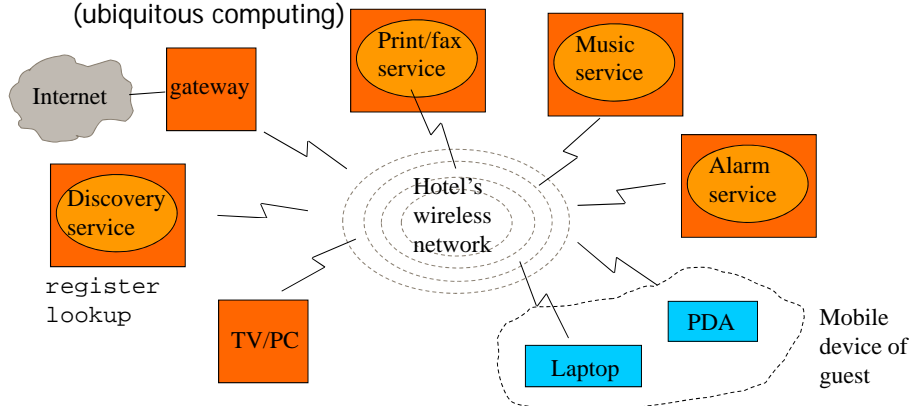 (ubiquitous computing)
Print/fax
service
Music
service
Internet
gateway
Alarm
service
Discovery
service
Hotel's
wireless
network
register
lookup
TV/PC
PDA
Laptop
Mobile
device of
guest